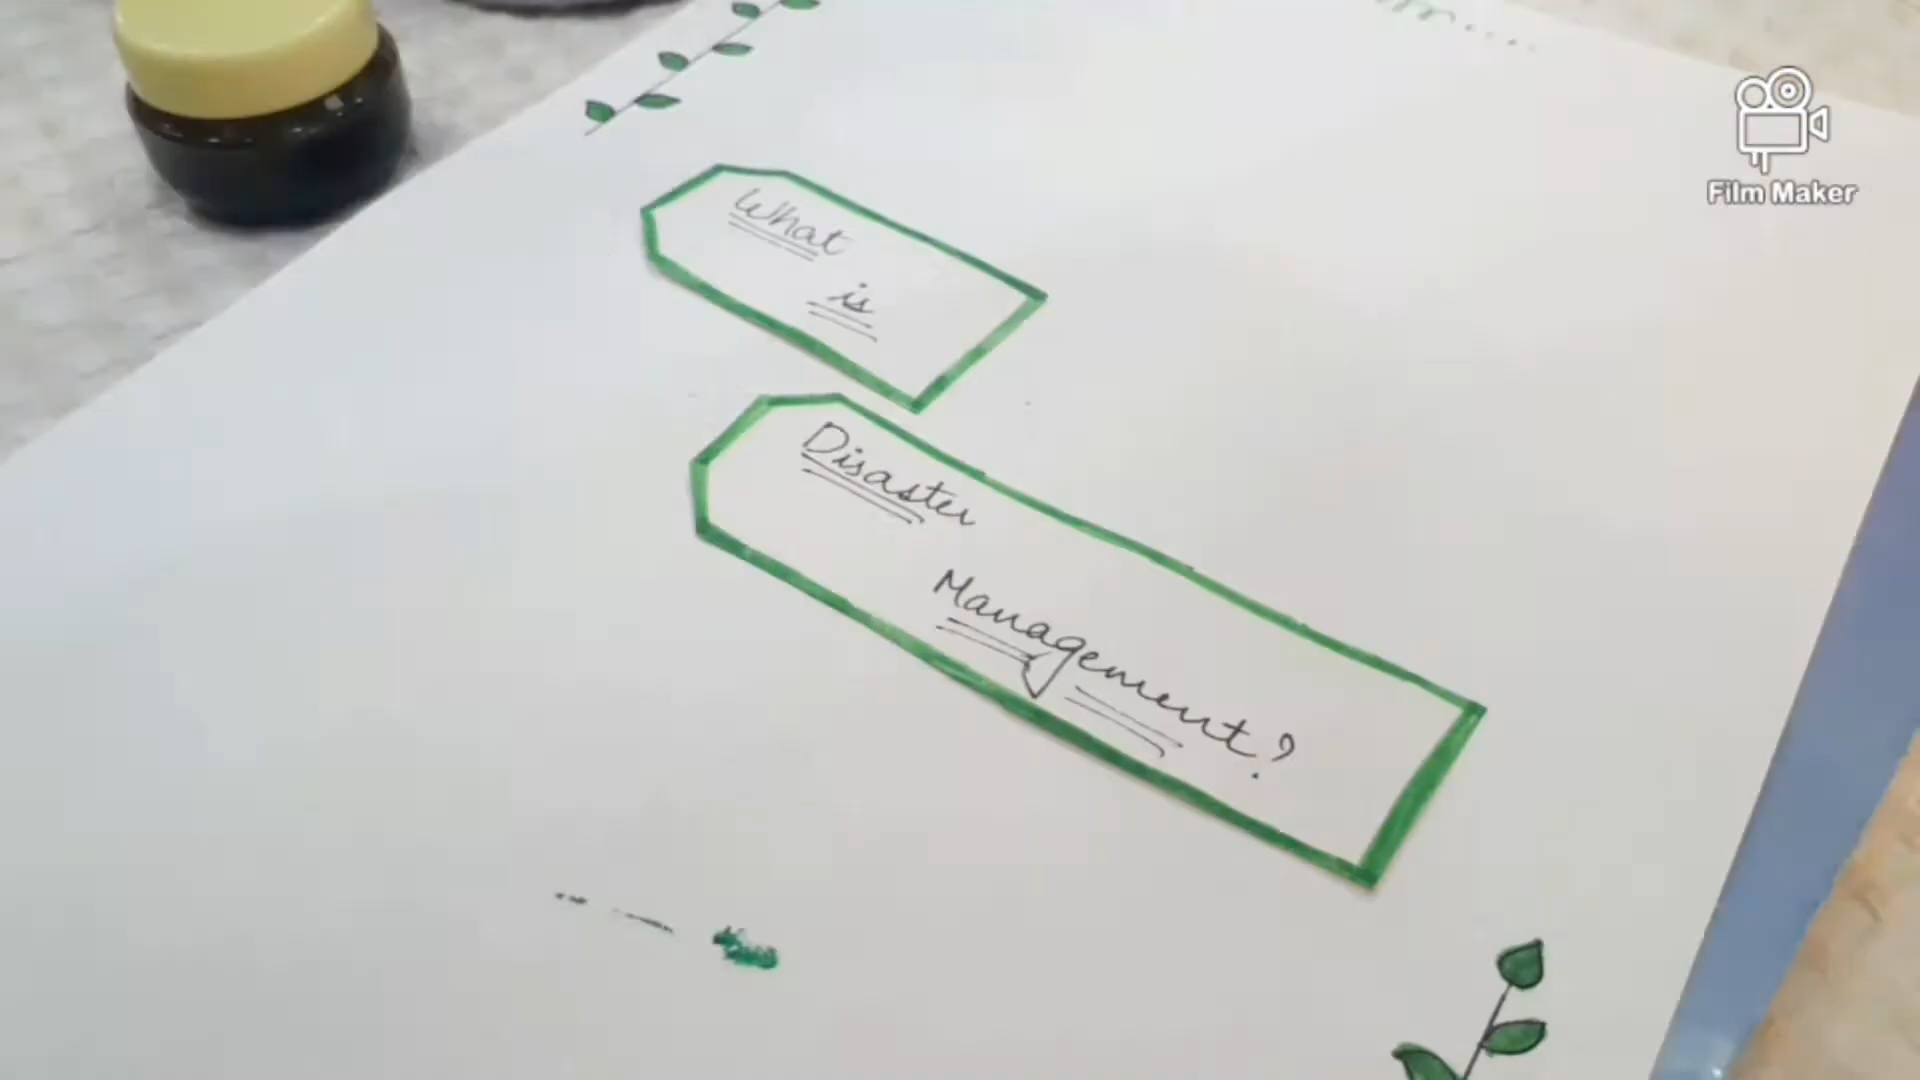 What
is
Disaster
Management?
Film Maker